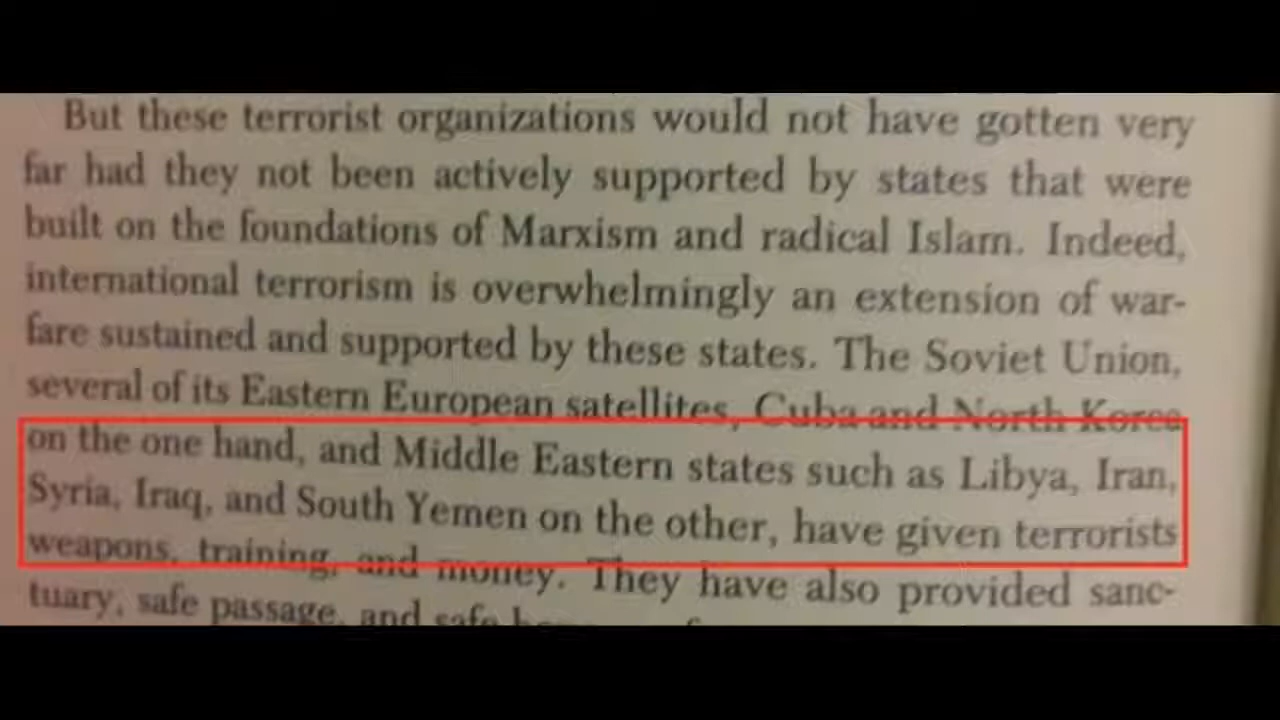 But these terrorist organizations would not have gotten very
far had they not been actively supported by states that were
built on the foundations of Marxism and radical Islam. Indeed,
international terrorism is overwhelmingly an extension of war-
fare sustained and supported by these states. The Soviet Union,
several of its Eastern European satellites, Cuba and North Korea
on the one hand, and Middle Eastern states such as Libya, Iran,
Syria, Iraq, and South Yemen on the other, have given terrorists
weapons, training, and money. They have also provided sanc-
tuary, safe passage, and safe